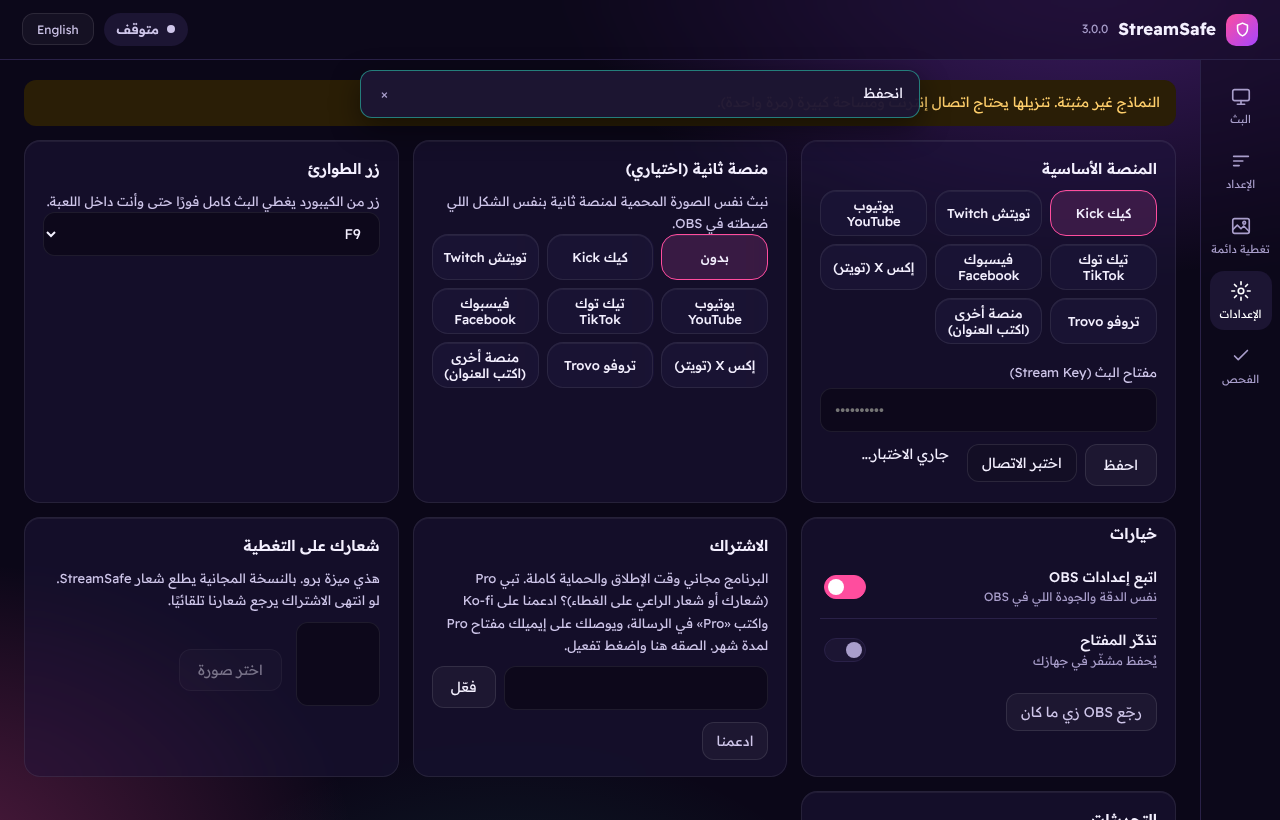 StreamSafe 3.0.0
متوقف
English
البث
الإعداد
تغطية دائمة
الإعدادات
الفحص
انحفظ
×
النماذج غير مثبتة. تنزيلها يحتاج اتصال إنترنت ومساحة كبيرة (مرة واحدة).
المنصة الأساسية
كيك Kick
تويتش Twitch
يوتيوب
YouTube
تيك توك
TikTok
فيسبوك
Facebook
إكس X (تويتر)
تروفو Trovo
منصة أخرى
(اكتب العنوان)
مفتاح البث (Stream Key)
••••••••••
احفظ
اختبر الاتصال
جاري الاختبار...
منصة ثانية (اختياري)
نبث نفس الصورة المحمية لمنصة ثانية بنفس الشكل اللي
ضبطته في OBS.
بدون
كيك Kick
تويتش Twitch
يوتيوب
YouTube
تيك توك
TikTok
فيسبوك
Facebook
إكس X (تويتر)
تروفو Trovo
منصة أخرى
(اكتب العنوان)
زر الطوارئ
زر من الكيبورد يغطي البث كامل فورًا حتى وأنت داخل اللعبة.
F9
خيارات
اتبع إعدادات OBS
نفس الدقة والجودة اللي في OBS
تذكّر المفتاح
يُحفظ مشفّر في جهازك
رجّع OBS زي ما كان
الاشتراك
البرنامج مجاني وقت الإطلاق والحماية كاملة. تبي Pro
(شعارك أو شعار الراعي على الغطاء)؟ ادعمنا على Ko-fi
واكتب «Pro» في الرسالة، ويوصلك على إيميلك مفتاح Pro
لمدة شهر. الصقه هنا واضغط تفعيل.
فعّل
ادعمنا
شعارك على التغطية
هذي ميزة برو. بالنسخة المجانية يطلع شعار StreamSafe.
لو انتهى الاشتراك يرجع شعارنا تلقائيًا.
اختر صورة
التحديثات